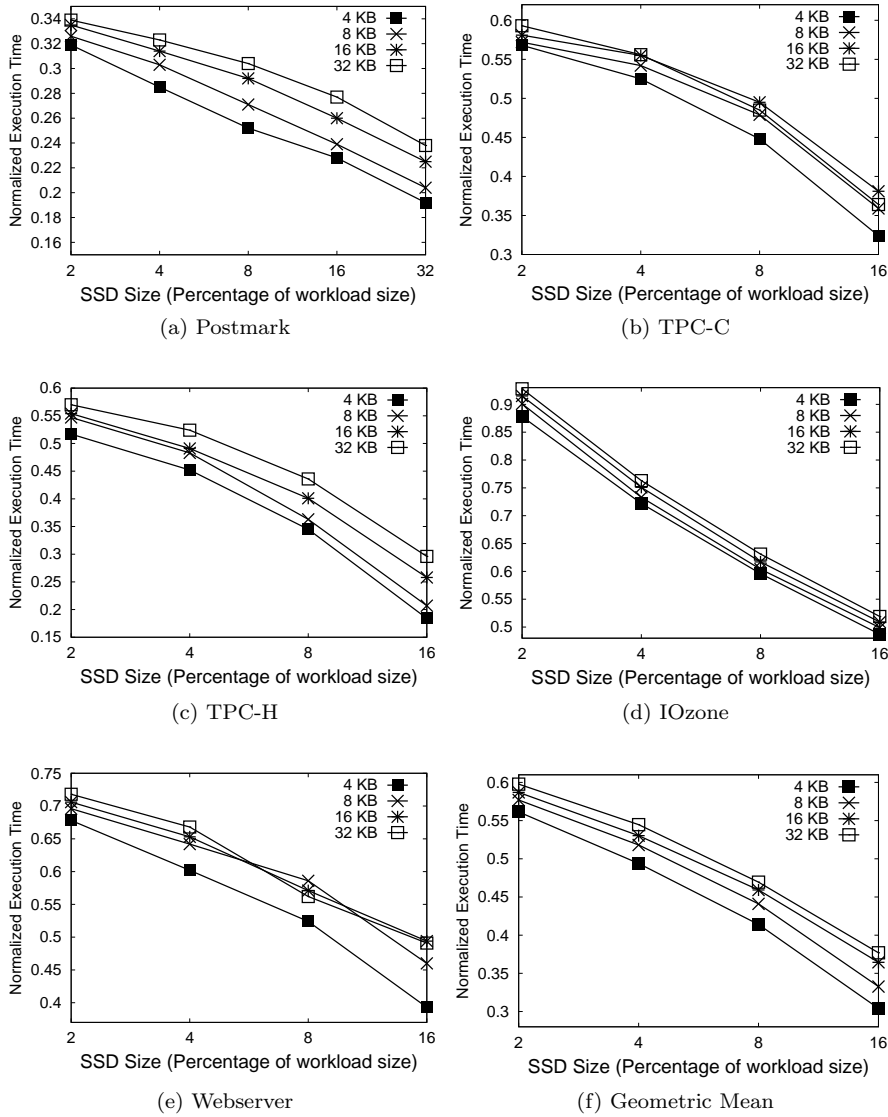 Normalized Execution Time
0.34
0.32
0.3
0.28
0.26
0.24
0.22
0.2
0.18
0.16
4 KB
8 KB
16 KB
32 KB
2
4
8
16
32
SSD Size (Percentage of workload size)
(a) Postmark
Normalized Execution Time
0.6
0.55
0.5
0.45
0.4
0.35
0.3
4 KB
8 KB
16 KB
32 KB
2
4
8
16
SSD Size (Percentage of workload size)
(b) TPC-C
Normalized Execution Time
0.6
0.55
0.5
0.45
0.4
0.35
0.3
0.25
0.2
0.15
4 KB
8 KB
16 KB
32 KB
2
4
8
16
SSD Size (Percentage of workload size)
(c) TPC-H
Normalized Execution Time
0.9
0.85
0.8
0.75
0.7
0.65
0.6
0.55
0.5
4 KB
8 KB
16 KB
32 KB
2
4
8
16
SSD Size (Percentage of workload size)
(d) IOzone
Normalized Execution Time
0.75
0.7
0.65
0.6
0.55
0.5
0.45
0.4
4 KB
8 KB
16 KB
32 KB
2
4
8
16
SSD Size (Percentage of workload size)
(e) Webserver
Normalized Execution Time
0.6
0.55
0.5
0.45
0.4
0.35
0.3
4 KB
8 KB
16 KB
32 KB
2
4
8
16
SSD Size (Percentage of workload size)
(f) Geometric Mean